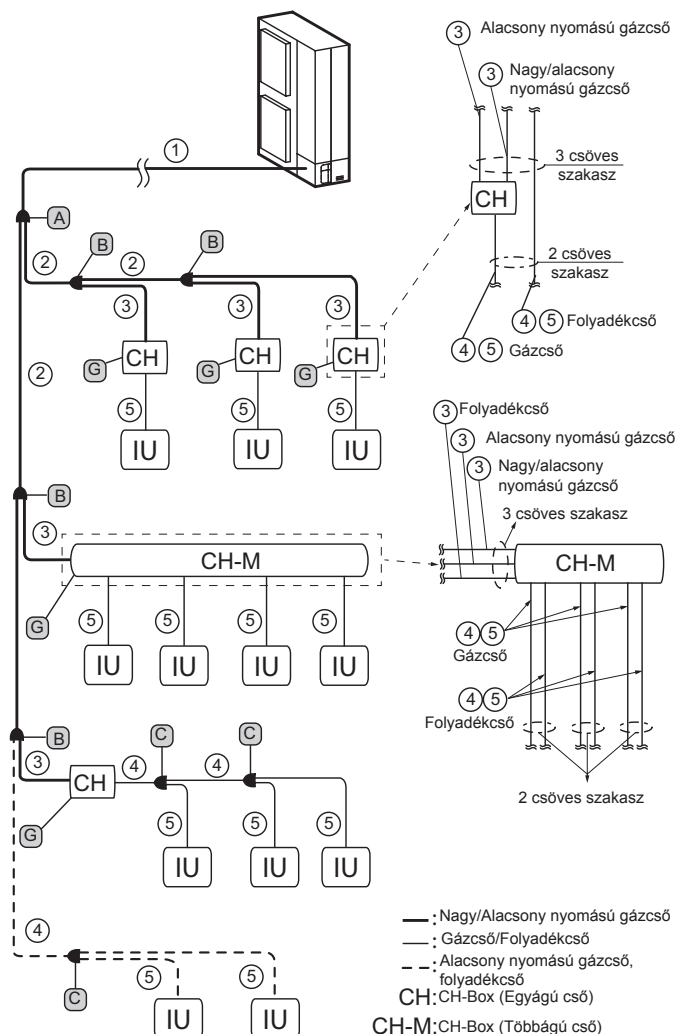 ①
③ Alacsony nyomású gázcső
③ Nagy/alacsony
nyomású gázcső
3 csöves
szakasz
CH
2 csöves
szakasz
④ ⑤ Folyadékcső
④ ⑤ Gázcső
A
② B ② B
③ ③ ③
G CH G CH G CH
⑤ ⑤ ⑤
IU IU IU
②
B
③
CH-M
G
⑤ ⑤ ⑤ ⑤
IU IU IU IU
③ Folyadékcső
③ Alacsony nyomású gázcső
③ Nagy/alacsony
nyomású gázcső
3 csöves szakasz
CH-M
④ ⑤
Gázcső
④ ⑤
Folyadékcső
2 csöves szakasz
B C C
③ CH ④ ④
G
⑤ ⑤ ⑤
IU IU IU
④
C
⑤ ⑤
IU IU
: Nagy/Alacsony nyomású gázcső
: Gázcső/Folyadékcső
: Alacsony nyomású gázcső,
folyadékcső
CH: CH-Box (Egyágú cső)
CH-M: CH-Box (Többágú cső)